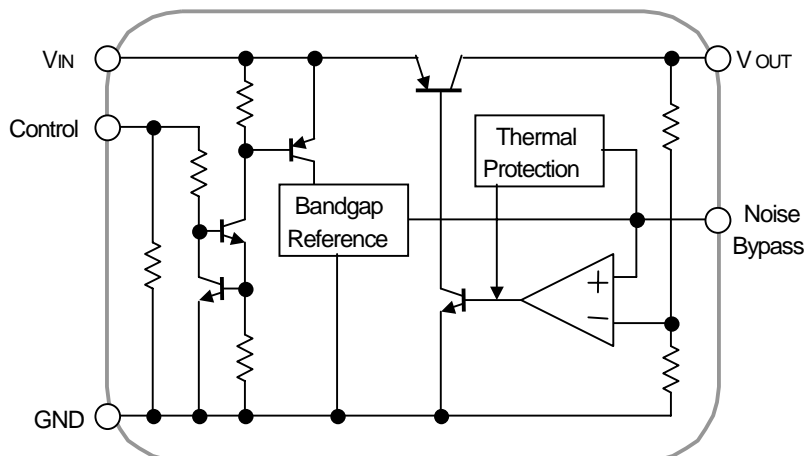 VIN
V OUT
Control
Thermal
Protection
Bandgap
Reference
Noise
Bypass
+
−
GND